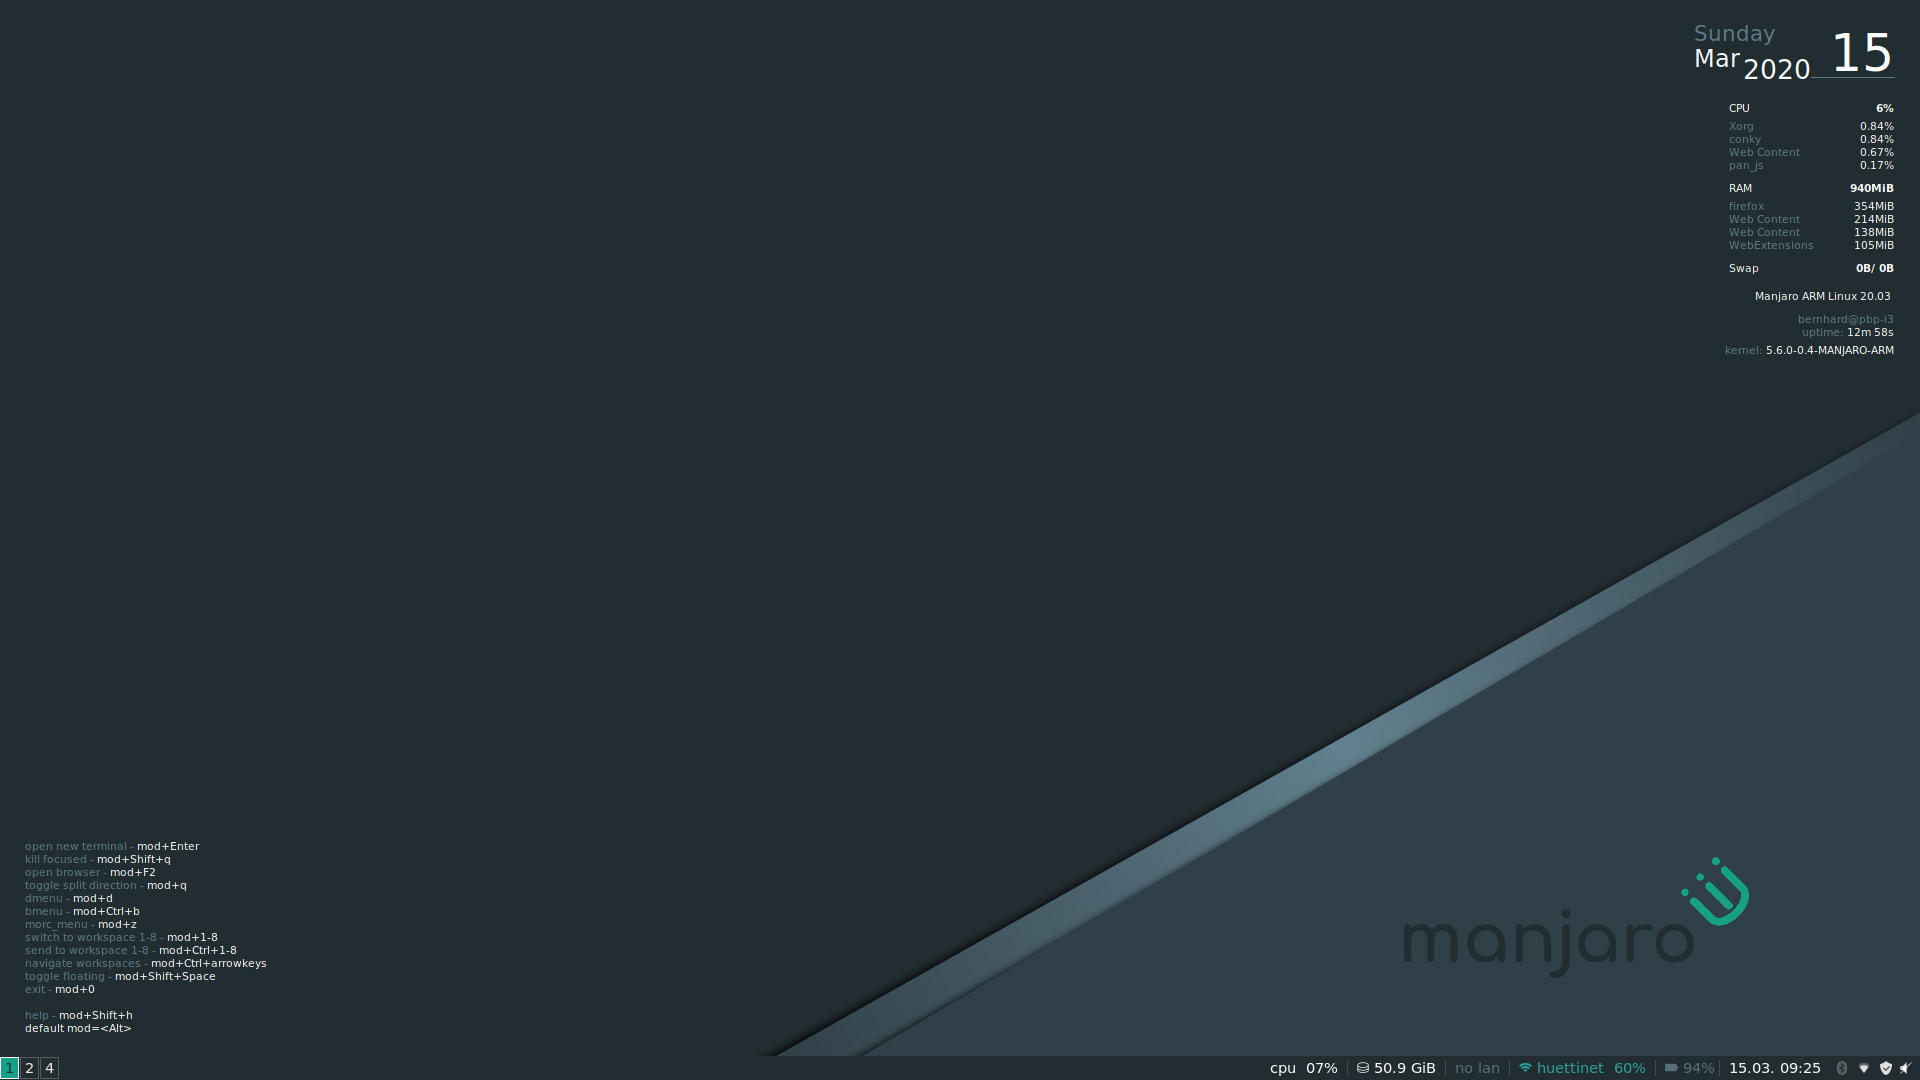 Sunday
Mar 2020 15
CPU 6%
Xorg 0.84%
conky 0.84%
Web Content 0.67%
pan_js 0.17%
RAM 940MiB
firefox 354MiB
Web Content 214MiB
Web Content 138MiB
WebExtensions 105MiB
Swap 0B/ 0B
Manjaro ARM Linux 20.03
bernhard@pbp-i3
uptime: 12m 58s
kernel: 5.6.0-0.4-MANJARO-ARM
open new terminal - mod+Enter
kill focused - mod+Shift+q
open browser - mod+F2
toggle split direction - mod+q
dmenu - mod+d
bmenu - mod+Ctrl+b
morc_menu - mod+z
switch to workspace 1-8 - mod+1-8
send to workspace 1-8 - mod+Ctrl+1-8
navigate workspaces - mod+Ctrl+arrowkeys
toggle floating - mod+Shift+Space
exit - mod+0
help - mod+Shift+h
default mod=<Alt>
manjaro
1 2 4 cpu 07% 50.9 GiB no lan huettinet 60% 94% 15.03. 09:25